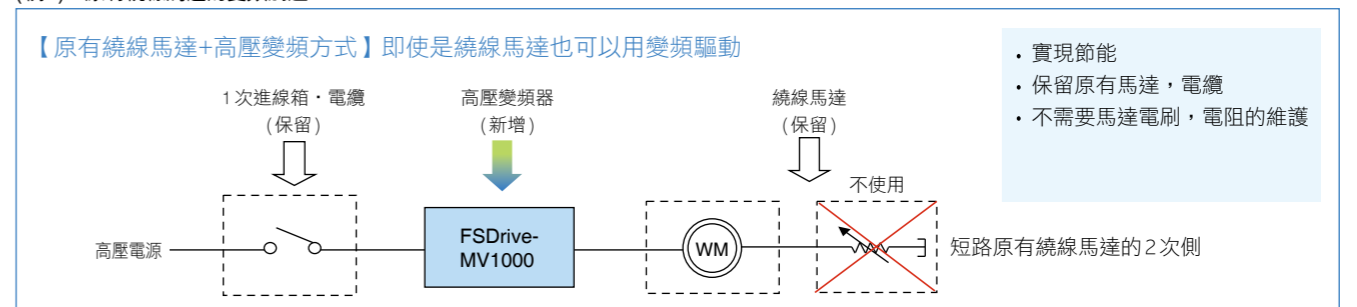 【原有繞線馬達+高壓變頻方式】即使是繞線馬達也可以用變頻驅動
• 實現節能
• 保留原有馬達，電纜
• 不需要馬達電刷，電阻的維護
1次進線箱・電纜
(保留)
高壓變頻器
(新增)
繞線馬達
(保留)
不使用
高壓電源
FSDrive-
MV1000
WM
短路原有繞線馬達的2次側